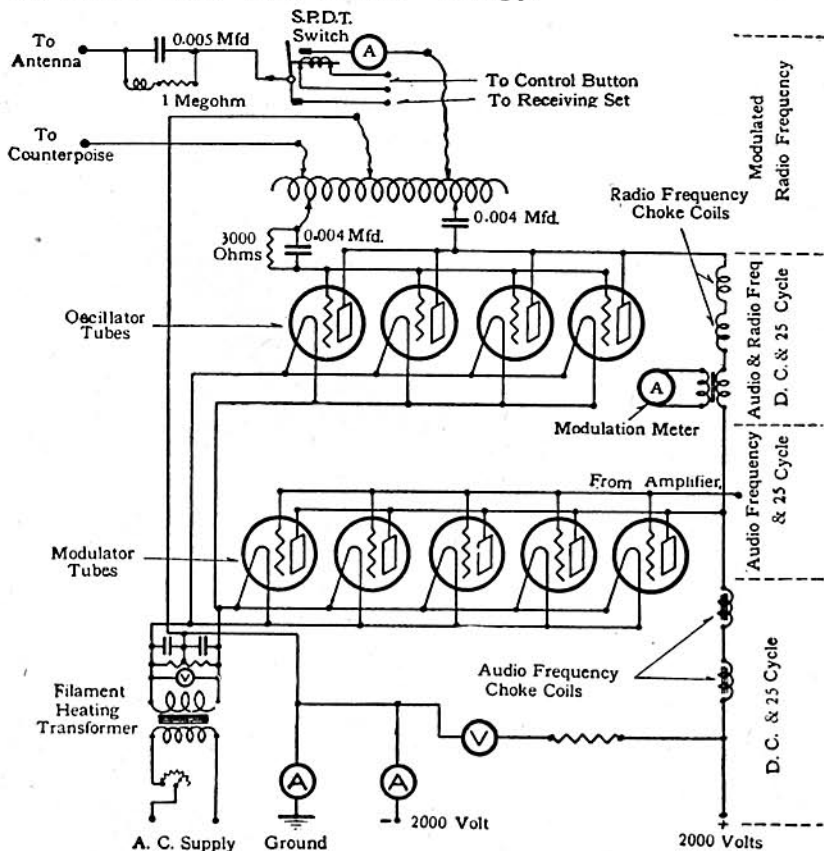 S.P.D.T.
Switch
To
Antenna
0.005 Mfd
A
1 Megohm
To Control Button
To Receiving Set
To
Counterpoise
Modulated
Radio Frequency
Radio Frequency
Choke Coils
3000
Ohms
0.004 Mfd.
0.004 Mfd.
Oscillator
Tubes
A
Modulation Meter
Audio & Radio Freq
D. C. & 25 Cycle
From Amplifier
Audio Frequency
& 25 Cycle
Modulator
Tubes
V
Filament
Heating
Transformer
Audio Frequency
Choke Coils
V
D. C. & 25 Cycle
A
A
A. C. Supply
Ground
− 2000 Volt
+
2000 Volts